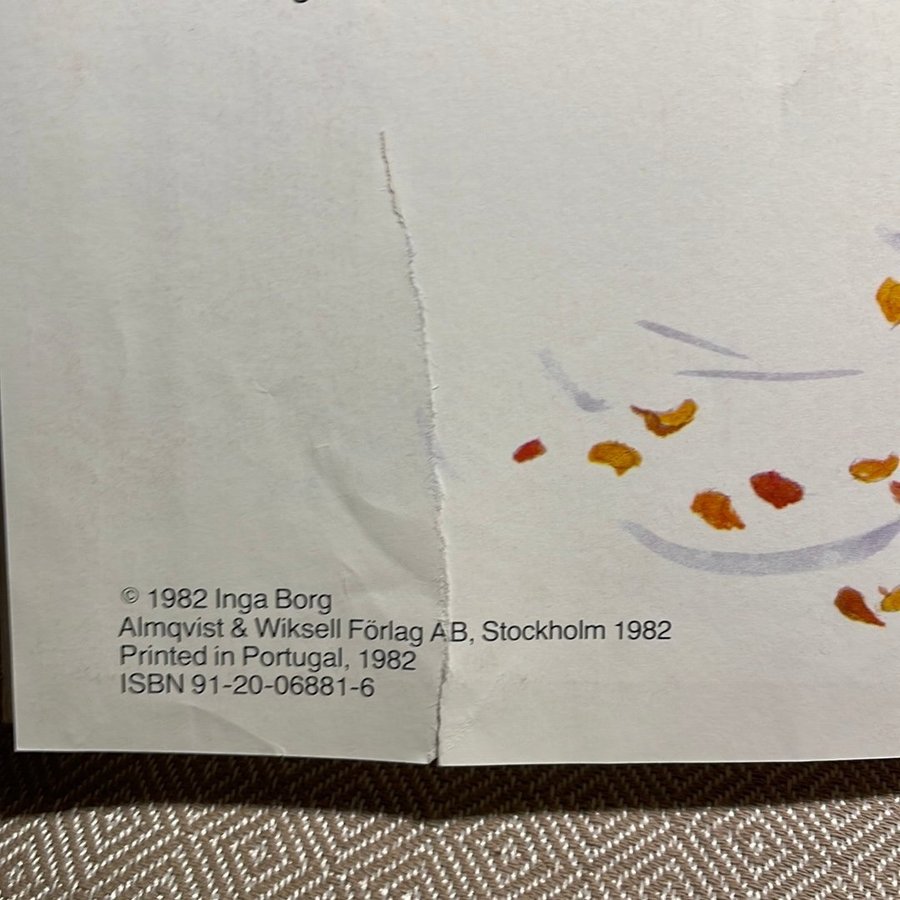 © 1982 Inga Borg
Almqvist & Wiksell Förlag AB, Stockholm 1982
Printed in Portugal, 1982
ISBN 91-20-06881-6